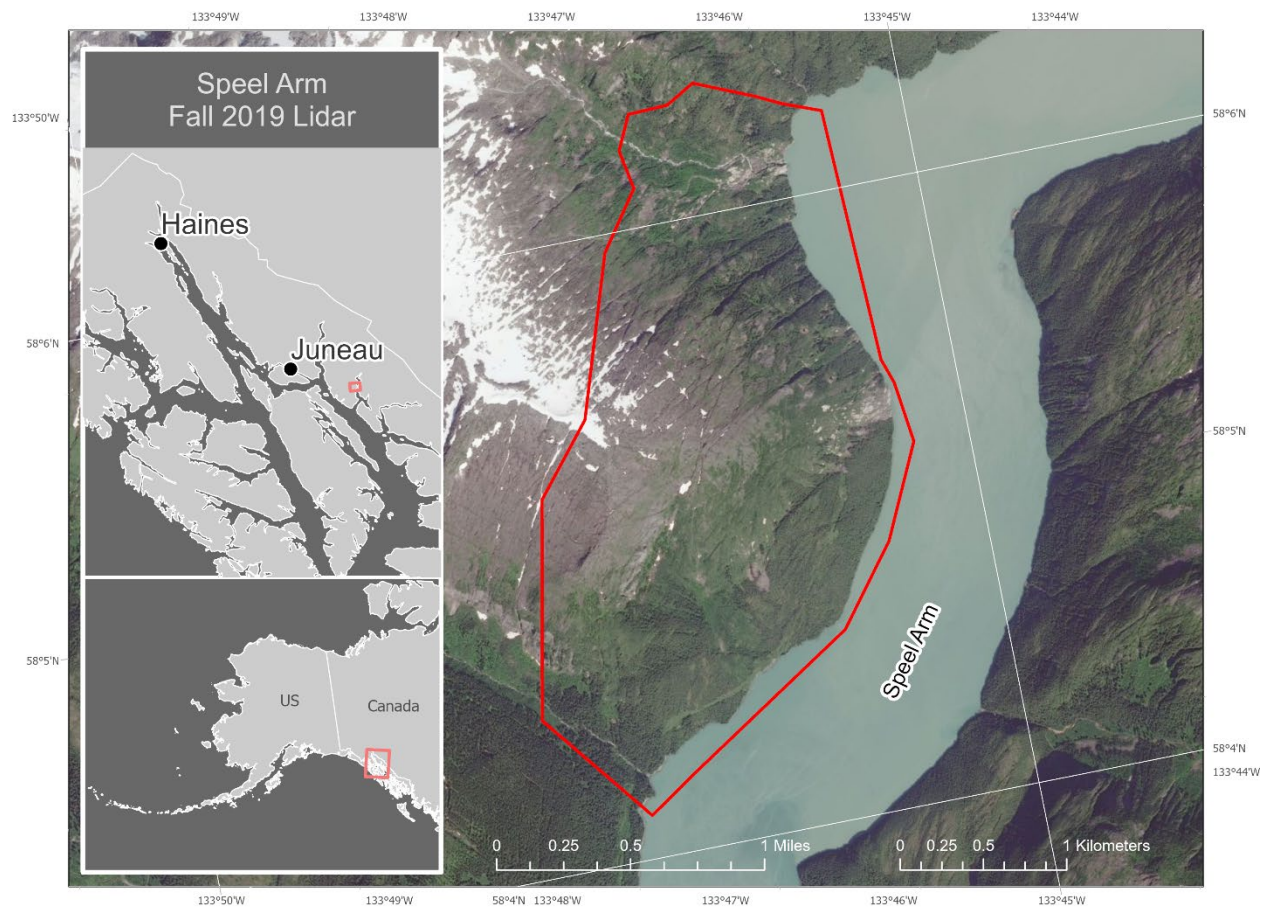 133°49'W 133°48'W 133°47'W 133°46'W 133°45'W 133°44'W
Speel Arm
Fall 2019 Lidar
133°50'W
58°6'N
Haines
Juneau
58°6'N
58°5'N
58°5'N
US
Canada
Speel Arm
58°4'N
133°44'W
0 0.25 0.5 1 Miles
0 0.25 0.5 1 Kilometers
133°50'W 133°49'W 58°4'N 133°48'W 133°47'W 133°46'W 133°45'W